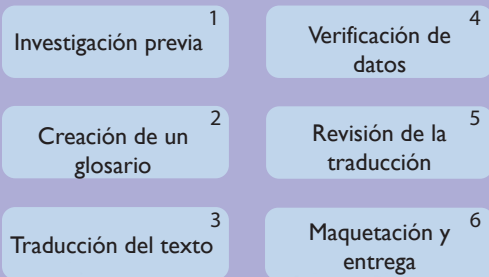 1
Investigación previa
2
Creación de un
glosario
3
Traducción del texto
4
Verificación de
datos
5
Revisión de la
traducción
6
Maquetación y
entrega